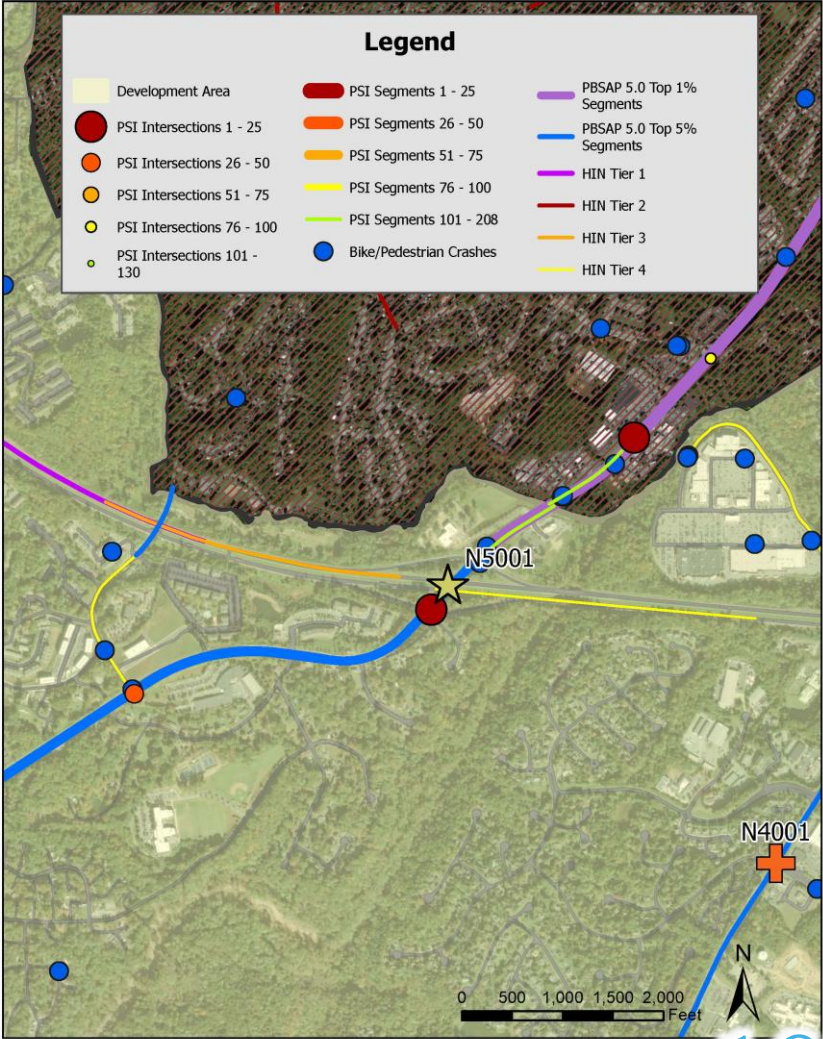 Legend
Development Area
PSI Intersections 1 - 25
PSI Intersections 26 - 50
PSI Intersections 51 - 75
PSI Intersections 76 - 100
PSI Intersections 101 -
130
PSI Segments 1 - 25
PSI Segments 26 - 50
PSI Segments 51 - 75
PSI Segments 76 - 100
PSI Segments 101 - 208
Bike/Pedestrian Crashes
PBSAP 5.0 Top 1%
Segments
PBSAP 5.0 Top 5%
Segments
HIN Tier 1
HIN Tier 2
HIN Tier 3
HIN Tier 4
N5001
N4001
N
0 500 1,000 1,500 2,000
Feet